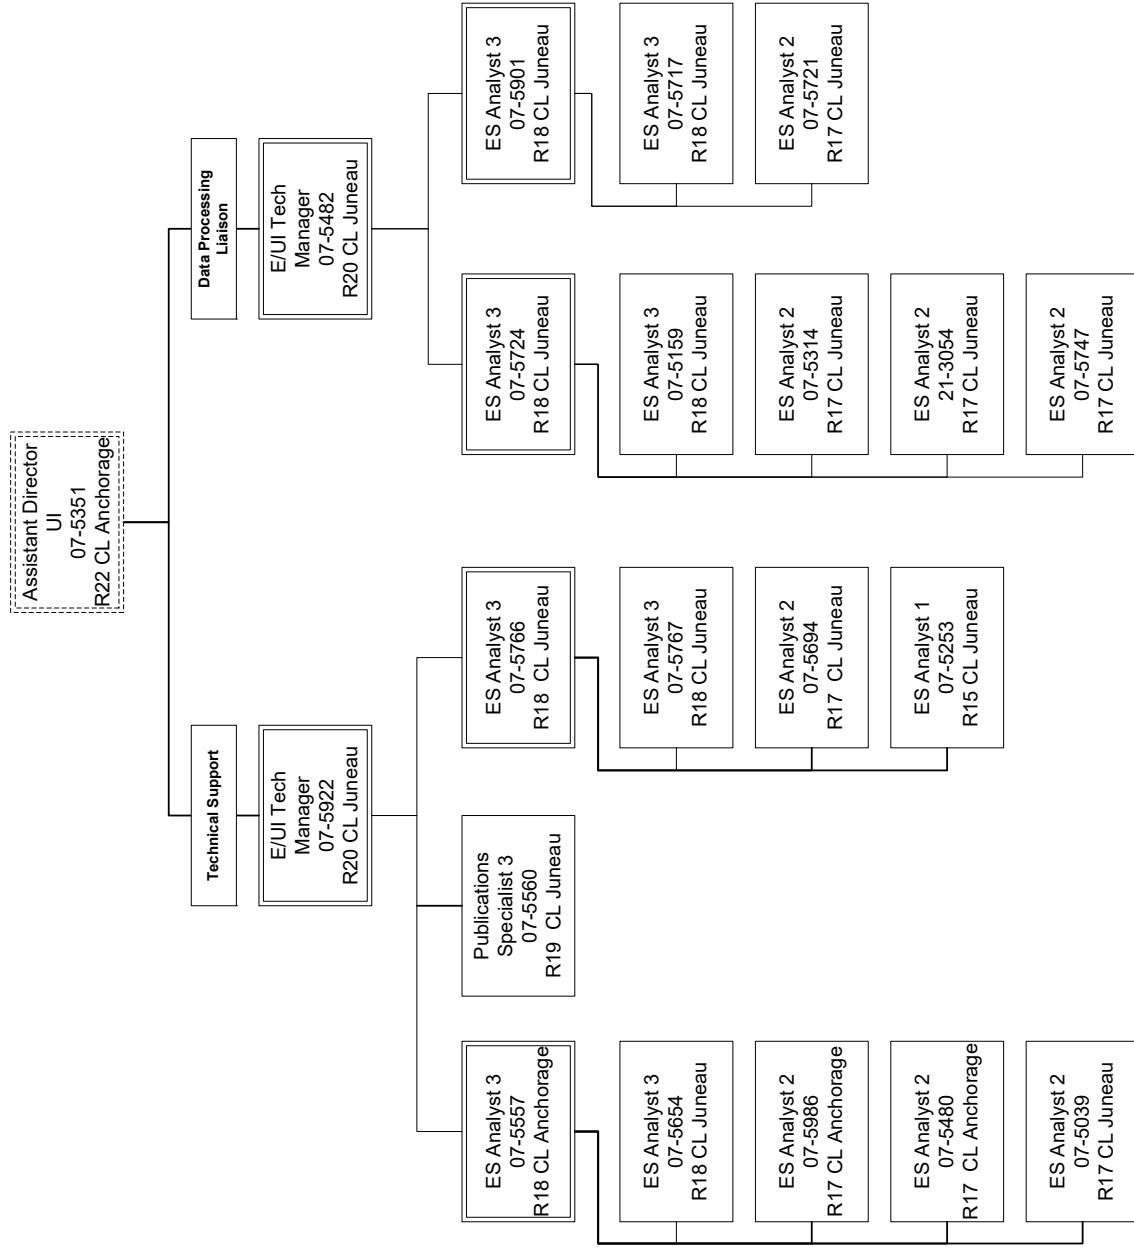 Assistant Director
UI
07-5351
R22 CL Anchorage
Technical Support
E/UI Tech
Manager
07-5922
R20 CL Juneau
ES Analyst 3
07-5557
R18 CL Anchorage
ES Analyst 3
07-5654
R18 CL Juneau
ES Analyst 2
07-5986
R17 CL Anchorage
ES Analyst 2
07-5480
R17 CL Anchorage
ES Analyst 2
07-5039
R17 CL Juneau
Publications
Specialist 3
07-5560
R19 CL Juneau
ES Analyst 3
07-5766
R18 CL Juneau
ES Analyst 3
07-5767
R18 CL Juneau
ES Analyst 2
07-5694
R17 CL Juneau
ES Analyst 1
07-5253
R15 CL Juneau
Data Processing
Liaison
E/UI Tech
Manager
07-5482
R20 CL Juneau
ES Analyst 3
07-5724
R18 CL Juneau
ES Analyst 3
07-5159
R18 CL Juneau
ES Analyst 2
07-5314
R17 CL Juneau
ES Analyst 2
21-3054
R17 CL Juneau
ES Analyst 2
07-5747
R17 CL Juneau
ES Analyst 3
07-5901
R18 CL Juneau
ES Analyst 3
07-5717
R18 CL Juneau
ES Analyst 2
07-5721
R17 CL Juneau